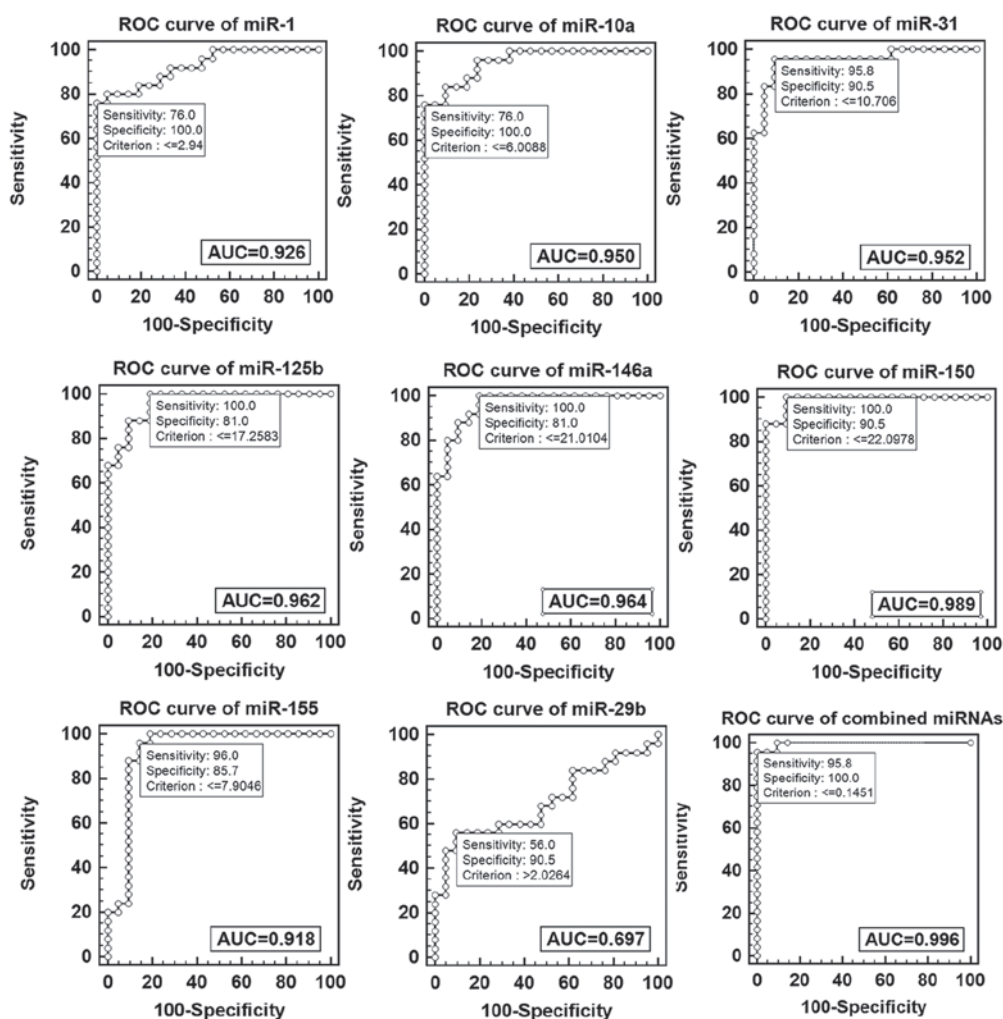 ROC curve of miR-1
100
80
60
40
20
0
Sensitivity
Sensitivity: 76.0
Specificity: 100.0
Criterion : <=2.94
AUC=0.926
0 20 40 60 80 100
100-Specificity
ROC curve of miR-10a
100
80
60
40
20
0
Sensitivity
Sensitivity: 76.0
Specificity: 100.0
Criterion : <=6.0088
AUC=0.950
0 20 40 60 80 100
100-Specificity
ROC curve of miR-31
100
80
60
40
20
0
Sensitivity
Sensitivity: 95.8
Specificity: 90.5
Criterion : <=10.706
AUC=0.952
0 20 40 60 80 100
100-Specificity
ROC curve of miR-125b
100
80
60
40
20
0
Sensitivity
Sensitivity: 100.0
Specificity: 81.0
Criterion : <=17.2583
AUC=0.962
0 20 40 60 80 100
100-Specificity
ROC curve of miR-146a
100
80
60
40
20
0
Sensitivity
Sensitivity: 100.0
Specificity: 81.0
Criterion : <=21.0104
AUC=0.964
0 20 40 60 80 100
100-Specificity
ROC curve of miR-150
100
80
60
40
20
0
Sensitivity
Sensitivity: 100.0
Specificity: 90.5
Criterion : <=22.0978
AUC=0.989
0 20 40 60 80 100
100-Specificity
ROC curve of miR-155
100
80
60
40
20
0
Sensitivity
Sensitivity: 96.0
Specificity: 85.7
Criterion : <=7.9046
AUC=0.918
0 20 40 60 80 100
100-Specificity
ROC curve of miR-29b
100
80
60
40
20
0
Sensitivity
Sensitivity: 56.0
Specificity: 90.5
Criterion : >2.0264
AUC=0.697
0 20 40 60 80 100
100-Specificity
ROC curve of combined miRNAs
100
80
60
40
20
0
Sensitivity
Sensitivity: 95.8
Specificity: 100.0
Criterion : <=0.1451
AUC=0.996
0 20 40 60 80 100
100-Specificity